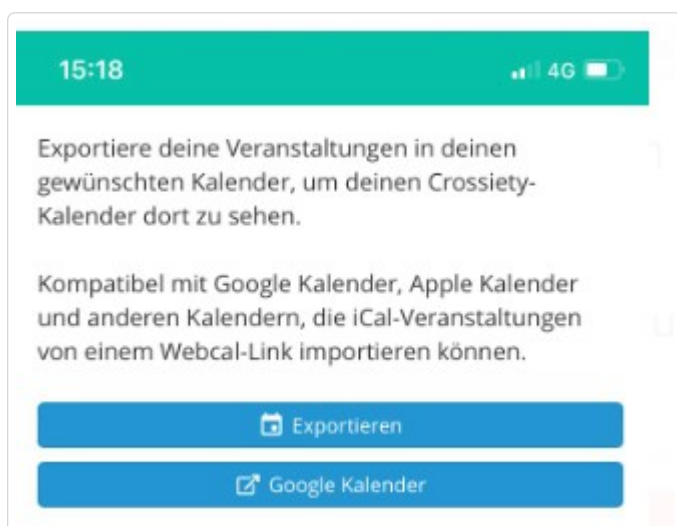 15:18 4G
Exportiere deine Veranstaltungen in deinen
gewünschten Kalender, um deinen Crossiety-
Kalender dort zu sehen.
Kompatibel mit Google Kalender, Apple Kalender
und anderen Kalendern, die iCal-Veranstaltungen
von einem Webcal-Link importieren können.
Exportieren
Google Kalender